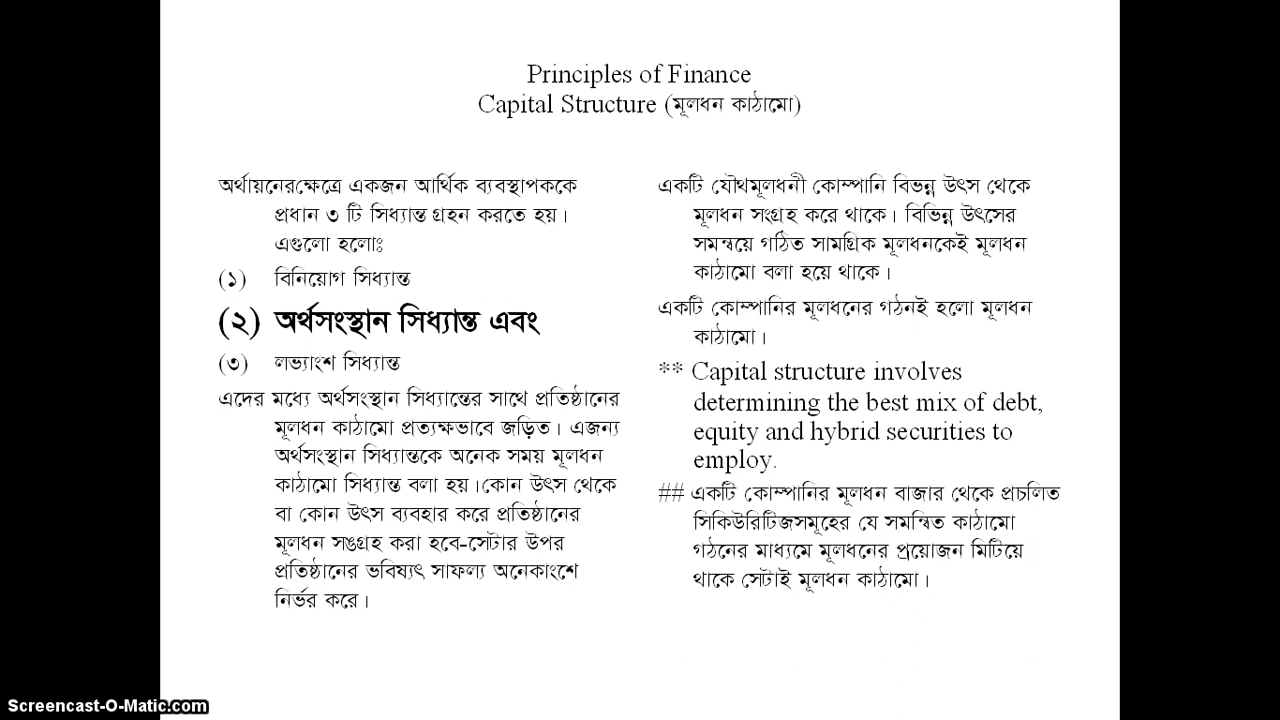 Principles of Finance
Capital Structure (মূলধন কাঠামো)
অর্থায়নেরক্ষেত্রে একজন আর্থিক ব্যবস্থাপককে
প্রধান ৩ টি সিধ্যান্ত গ্রহন করতে হয়।
এগুলো হলোঃ
(১) বিনিয়োগ সিধ্যান্ত
(২) অর্থসংস্থান সিধ্যান্ত এবং
(৩) লভ্যাংশ সিধ্যান্ত
এদের মধ্যে অর্থসংস্থান সিধ্যান্তের সাথে প্রতিষ্ঠানের
মূলধন কাঠামো প্রত্যক্ষভাবে জড়িত। এজন্য
অর্থসংস্থান সিধ্যান্তকে অনেক সময় মূলধন
কাঠামো সিধ্যান্ত বলা হয়।কোন উৎস থেকে
বা কোন উৎস ব্যবহার করে প্রতিষ্ঠানের
মূলধন সঙগ্রহ করা হবে-সেটার উপর
প্রতিষ্ঠানের ভবিষ্যৎ সাফল্য অনেকাংশে
নির্ভর করে।
একটি যৌথমূলধনী কোম্পানি বিভন্ন উৎস থেকে
মূলধন সংগ্রহ করে থাকে। বিভিন্ন উৎসের
সমন্বয়ে গঠিত সামগ্রিক মূলধনকেই মূলধন
কাঠামো বলা হয়ে থাকে।
একটি কোম্পানির মূলধনের গঠনই হলো মূলধন
কাঠামো।
** Capital structure involves
determining the best mix of debt,
equity and hybrid securities to
employ.
## একটি কোম্পানির মূলধন বাজার থেকে প্রচলিত
সিকিউরিটিজসমূহের যে সমন্বিত কাঠামো
গঠনের মাধ্যমে মূলধনের প্রয়োজন মিটিয়ে
থাকে সেটাই মূলধন কাঠামো।
Screencast-O-Matic.com